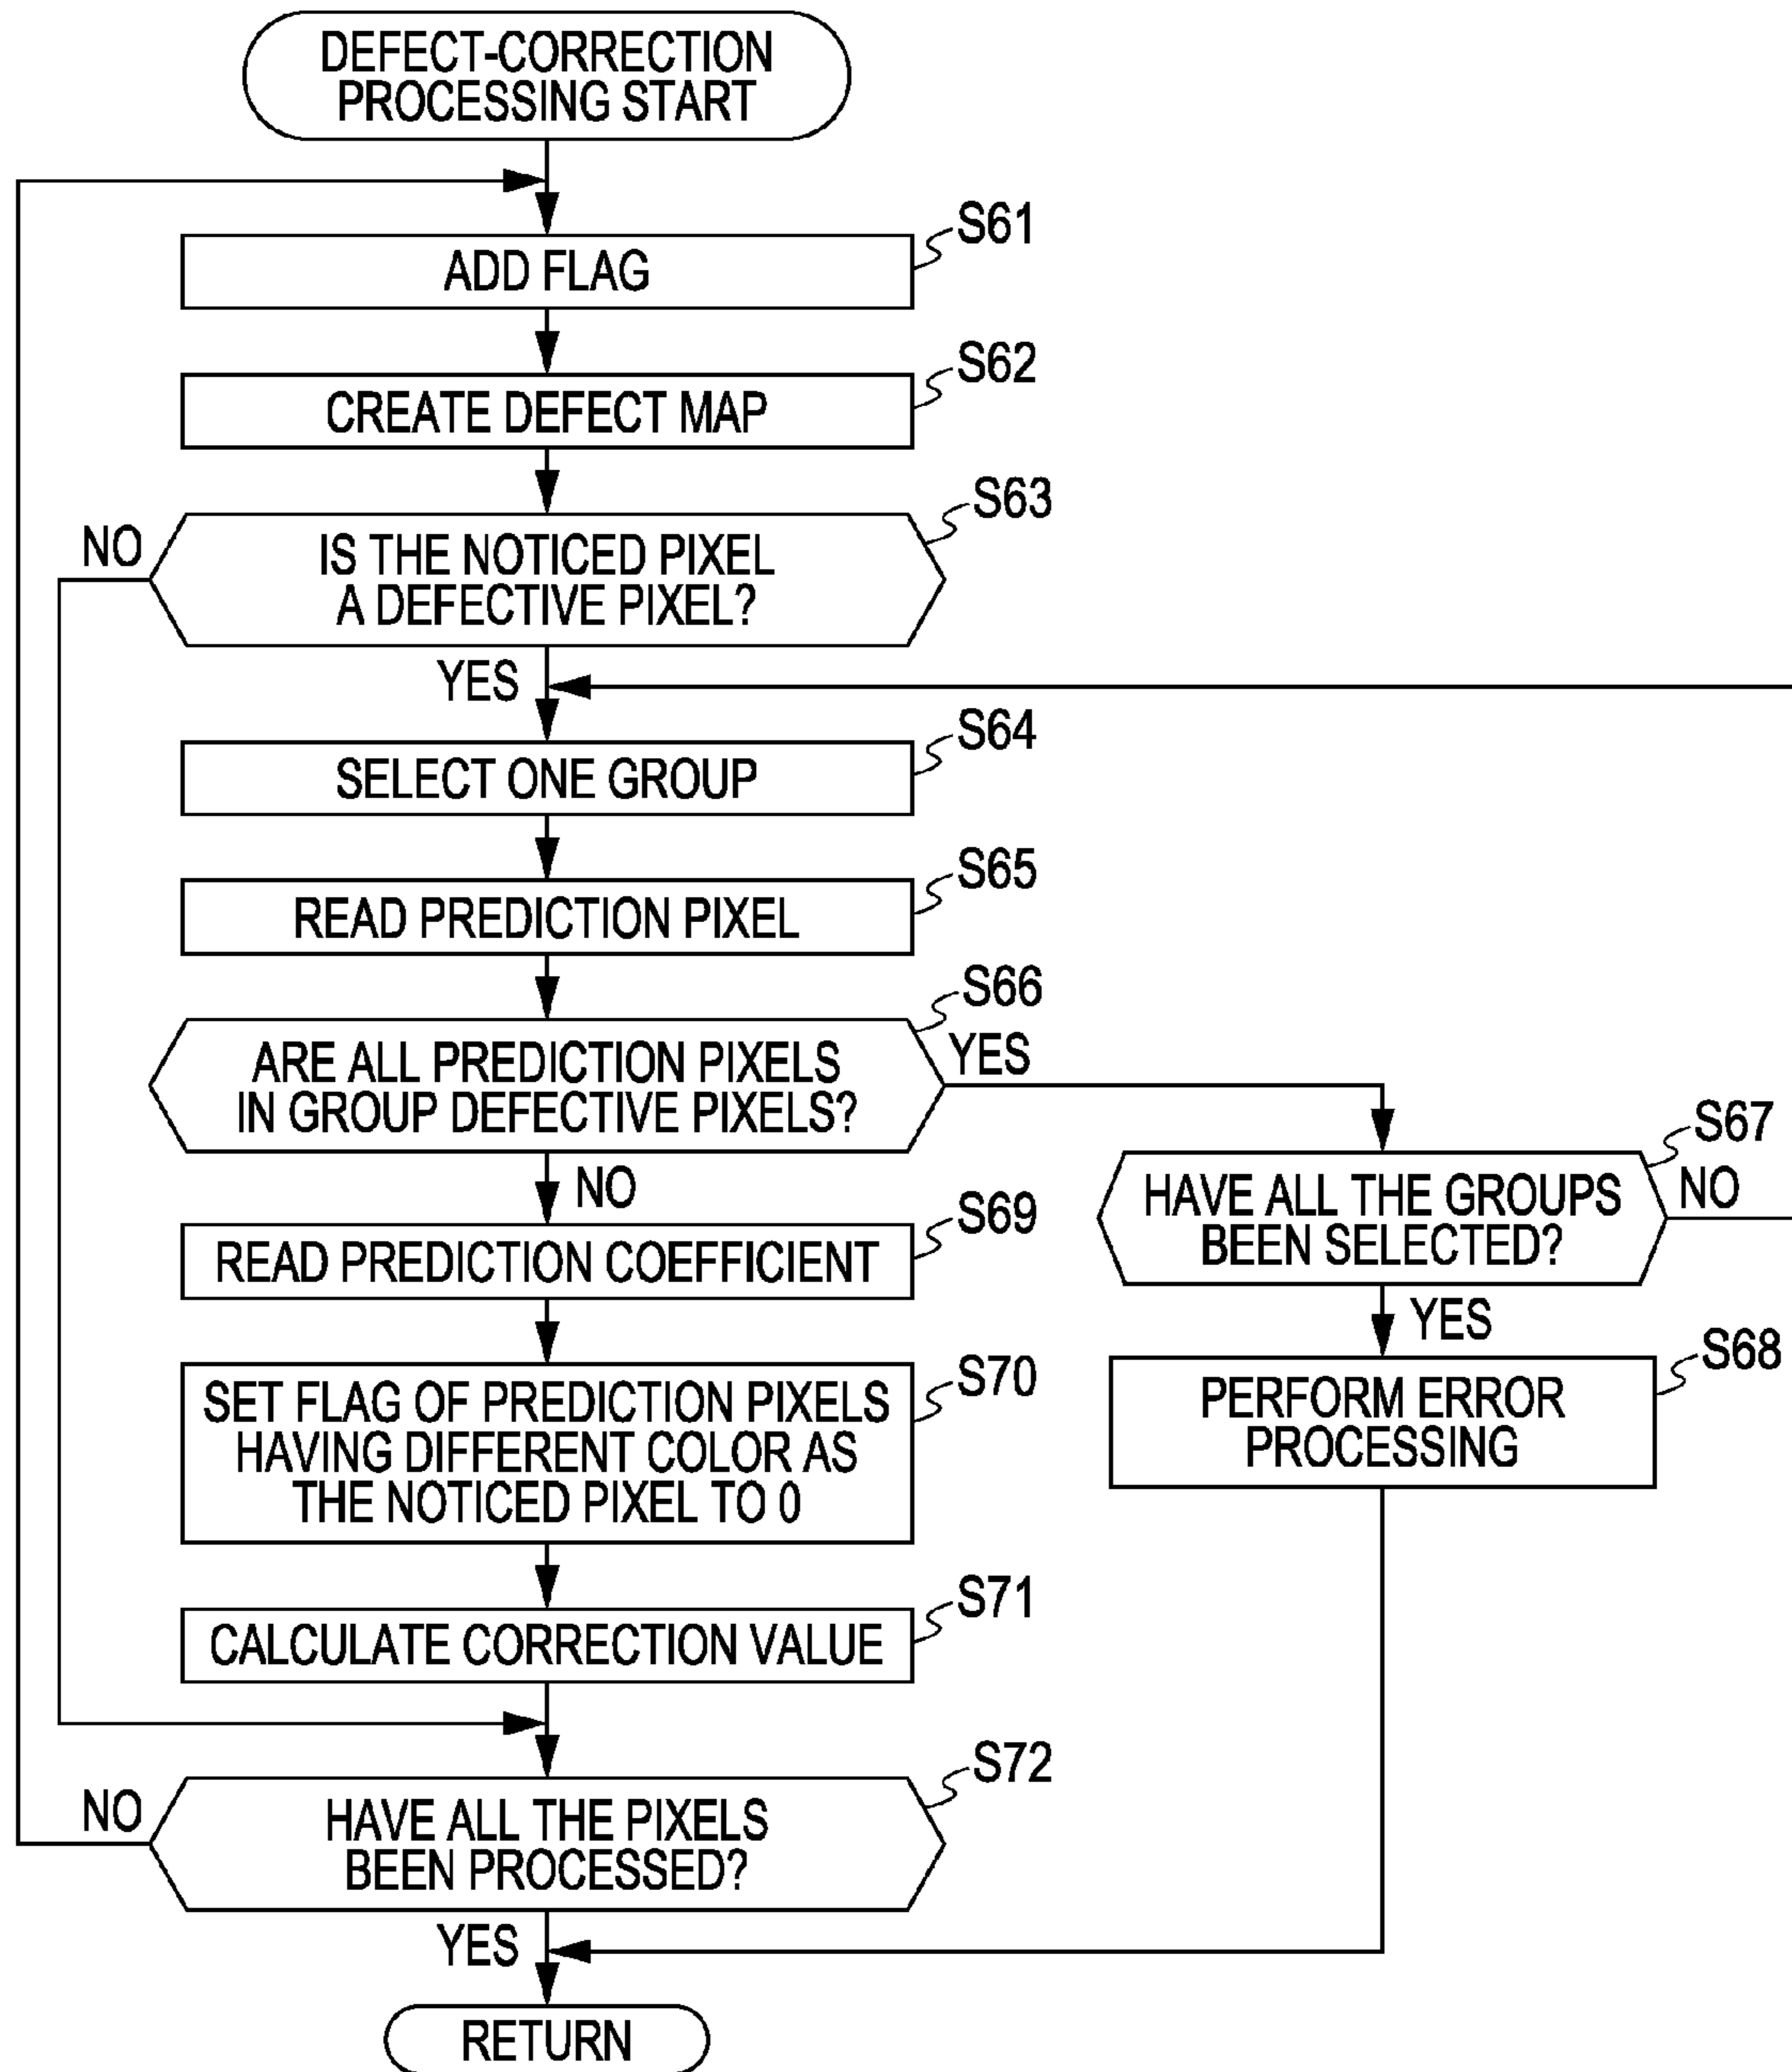 DEFECT-CORRECTION
PROCESSING START
S61
ADD FLAG
S62
CREATE DEFECT MAP
S63
NO
IS THE NOTICED PIXEL
A DEFECTIVE PIXEL?
YES
S64
SELECT ONE GROUP
S65
READ PREDICTION PIXEL
S66
ARE ALL PREDICTION PIXELS
IN GROUP DEFECTIVE PIXELS?
YES
S67
HAVE ALL THE GROUPS
BEEN SELECTED?
NO
NO
S69
READ PREDICTION COEFFICIENT
YES
S68
PERFORM ERROR
PROCESSING
S70
SET FLAG OF PREDICTION PIXELS
HAVING DIFFERENT COLOR AS
THE NOTICED PIXEL TO 0
S71
CALCULATE CORRECTION VALUE
S72
NO
HAVE ALL THE PIXELS
BEEN PROCESSED?
YES
RETURN